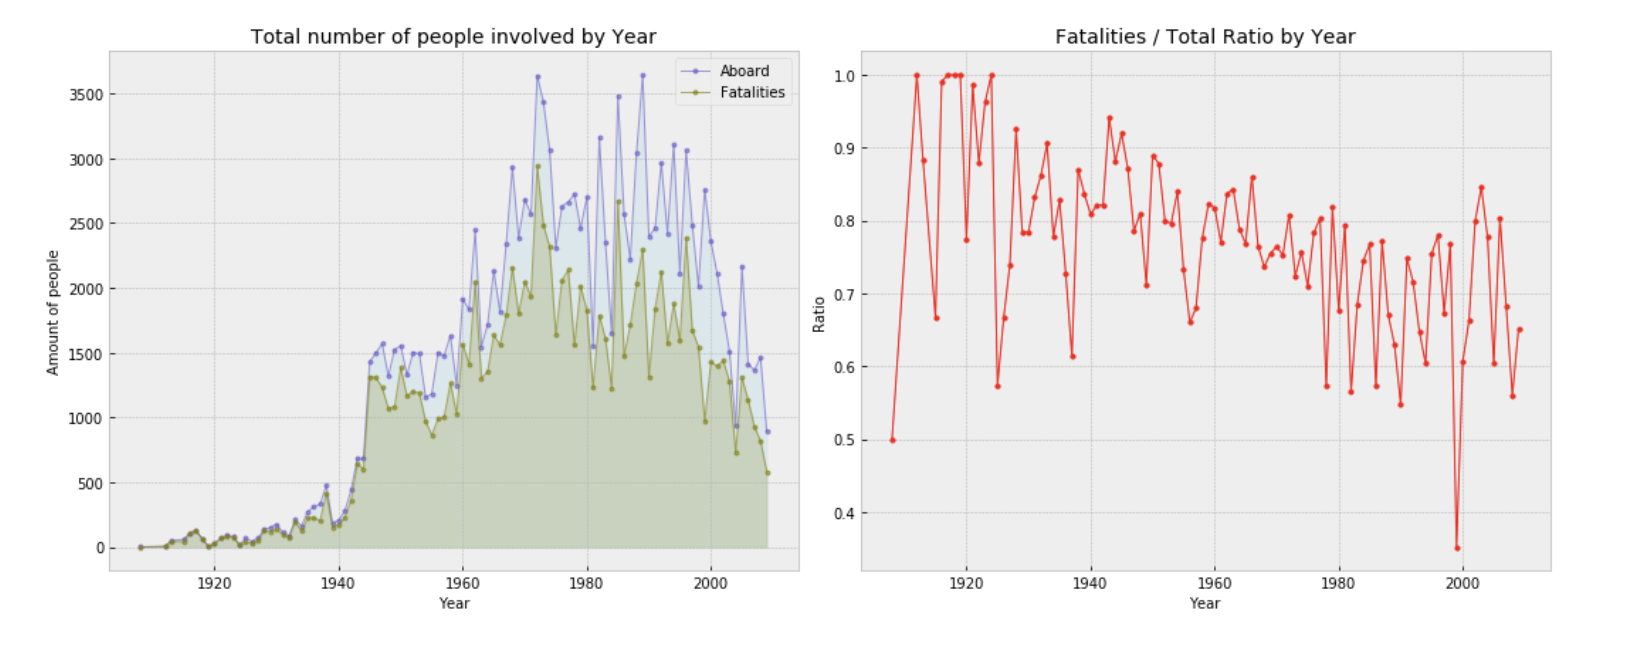 Total number of people involved by Year
Aboard
Fatalities
Amount of people
3500
3000
2500
2000
1500
1000
500
0
1920 1940 1960 1980 2000
Year
Fatalities / Total Ratio by Year
Ratio
1.0
0.9
0.8
0.7
0.6
0.5
0.4
1920 1940 1960 1980 2000
Year